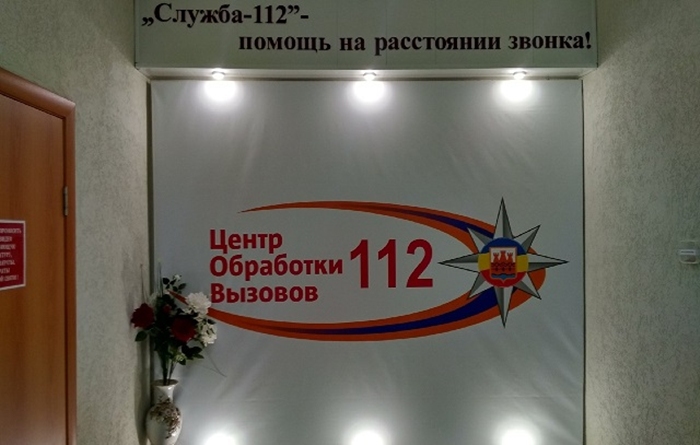 „Служба-112”-
помощь на расстоянии звонка!
Центр
Обработки
Вызовов
112